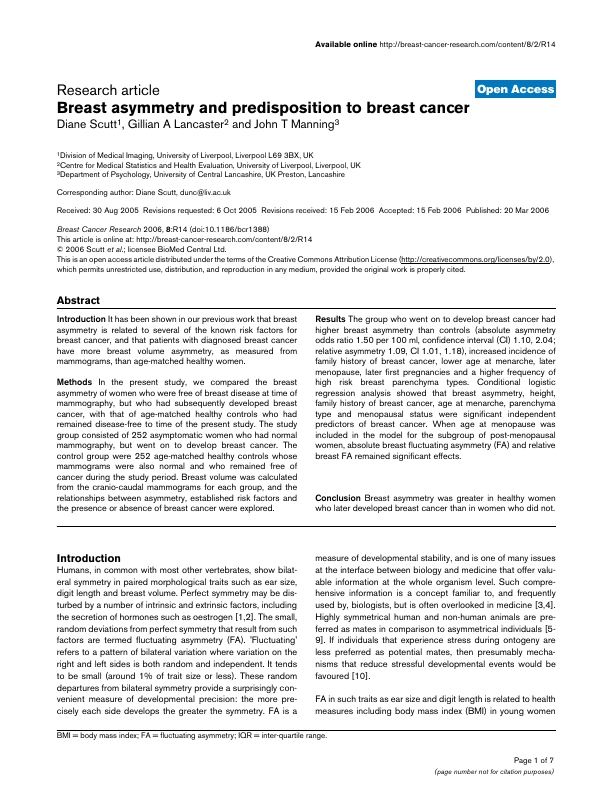 Available online http://breast-cancer-research.com/content/8/2/R14
Research article
Open Access
Breast asymmetry and predisposition to breast cancer
Diane Scutt1, Gillian A Lancaster2 and John T Manning3
1Division of Medical Imaging, University of Liverpool, Liverpool L69 3BX, UK
2Centre for Medical Statistics and Health Evaluation, University of Liverpool, Liverpool, UK
3Department of Psychology, University of Central Lancashire, UK Preston, Lancashire
Corresponding author: Diane Scutt, dunc@liv.ac.uk
Received: 30 Aug 2005 Revisions requested: 6 Oct 2005 Revisions received: 15 Feb 2006 Accepted: 15 Feb 2006 Published: 20 Mar 2006
Breast Cancer Research 2006, 8:R14 (doi:10.1186/bcr1388)
This article is online at: http://breast-cancer-research.com/content/8/2/R14
© 2006 Scutt et al.; licensee BioMed Central Ltd.
This is an open access article distributed under the terms of the Creative Commons Attribution License (http://creativecommons.org/licenses/by/2.0),
which permits unrestricted use, distribution, and reproduction in any medium, provided the original work is properly cited.
Abstract
Introduction It has been shown in our previous work that breast
asymmetry is related to several of the known risk factors for
breast cancer, and that patients with diagnosed breast cancer
have more breast volume asymmetry, as measured from
mammograms, than age-matched healthy women.
Methods In the present study, we compared the breast
asymmetry of women who were free of breast disease at time of
mammography, but who had subsequently developed breast
cancer, with that of age-matched healthy controls who had
remained disease-free to time of the present study. The study
group consisted of 252 asymptomatic women who had normal
mammography, but went on to develop breast cancer. The
control group were 252 age-matched healthy controls whose
mammograms were also normal and who remained free of
cancer during the study period. Breast volume was calculated
from the cranio-caudal mammograms for each group, and the
relationships between asymmetry, established risk factors and
the presence or absence of breast cancer were explored.
Results The group who went on to develop breast cancer had
higher breast asymmetry than controls (absolute asymmetry
odds ratio 1.50 per 100 ml, confidence interval (CI) 1.10, 2.04;
relative asymmetry 1.09, CI 1.01, 1.18), increased incidence of
family history of breast cancer, lower age at menarche, later
menopause, later first pregnancies and a higher frequency of
high risk breast parenchyma types. Conditional logistic
regression analysis showed that breast asymmetry, height,
family history of breast cancer, age at menarche, parenchyma
type and menopausal status were significant independent
predictors of breast cancer. When age at menopause was
included in the model for the subgroup of post-menopausal
women, absolute breast fluctuating asymmetry (FA) and relative
breast FA remained significant effects.
Conclusion Breast asymmetry was greater in healthy women
who later developed breast cancer than in women who did not.
Introduction
Humans, in common with most other vertebrates, show bilat-
eral symmetry in paired morphological traits such as ear size,
digit length and breast volume. Perfect symmetry may be dis-
turbed by a number of intrinsic and extrinsic factors, including
the secretion of hormones such as oestrogen [1,2]. The small,
random deviations from perfect symmetry that result from such
factors are termed fluctuating asymmetry (FA). 'Fluctuating'
refers to a pattern of bilateral variation where variation on the
right and left sides is both random and independent. It tends
to be small (around 1% of trait size or less). These random
departures from bilateral symmetry provide a surprisingly con-
venient measure of developmental precision: the more pre-
cisely each side develops the greater the symmetry. FA is a
measure of developmental stability, and is one of many issues
at the interface between biology and medicine that offer valu-
able information at the whole organism level. Such compre-
hensive information is a concept familiar to, and frequently
used by, biologists, but is often overlooked in medicine [3,4].
Highly symmetrical human and non-human animals are pre-
ferred as mates in comparison to asymmetrical individuals [5-
9]. If individuals that experience stress during ontogeny are
less preferred as potential mates, then presumably mecha-
nisms that reduce stressful developmental events would be
favoured [10].
FA in such traits as ear size and digit length is related to health
measures including body mass index (BMI) in young women
BMI = body mass index; FA = fluctuating asymmetry; IQR = inter-quartile range.
Page 1 of 7
(page number not for citation purposes)